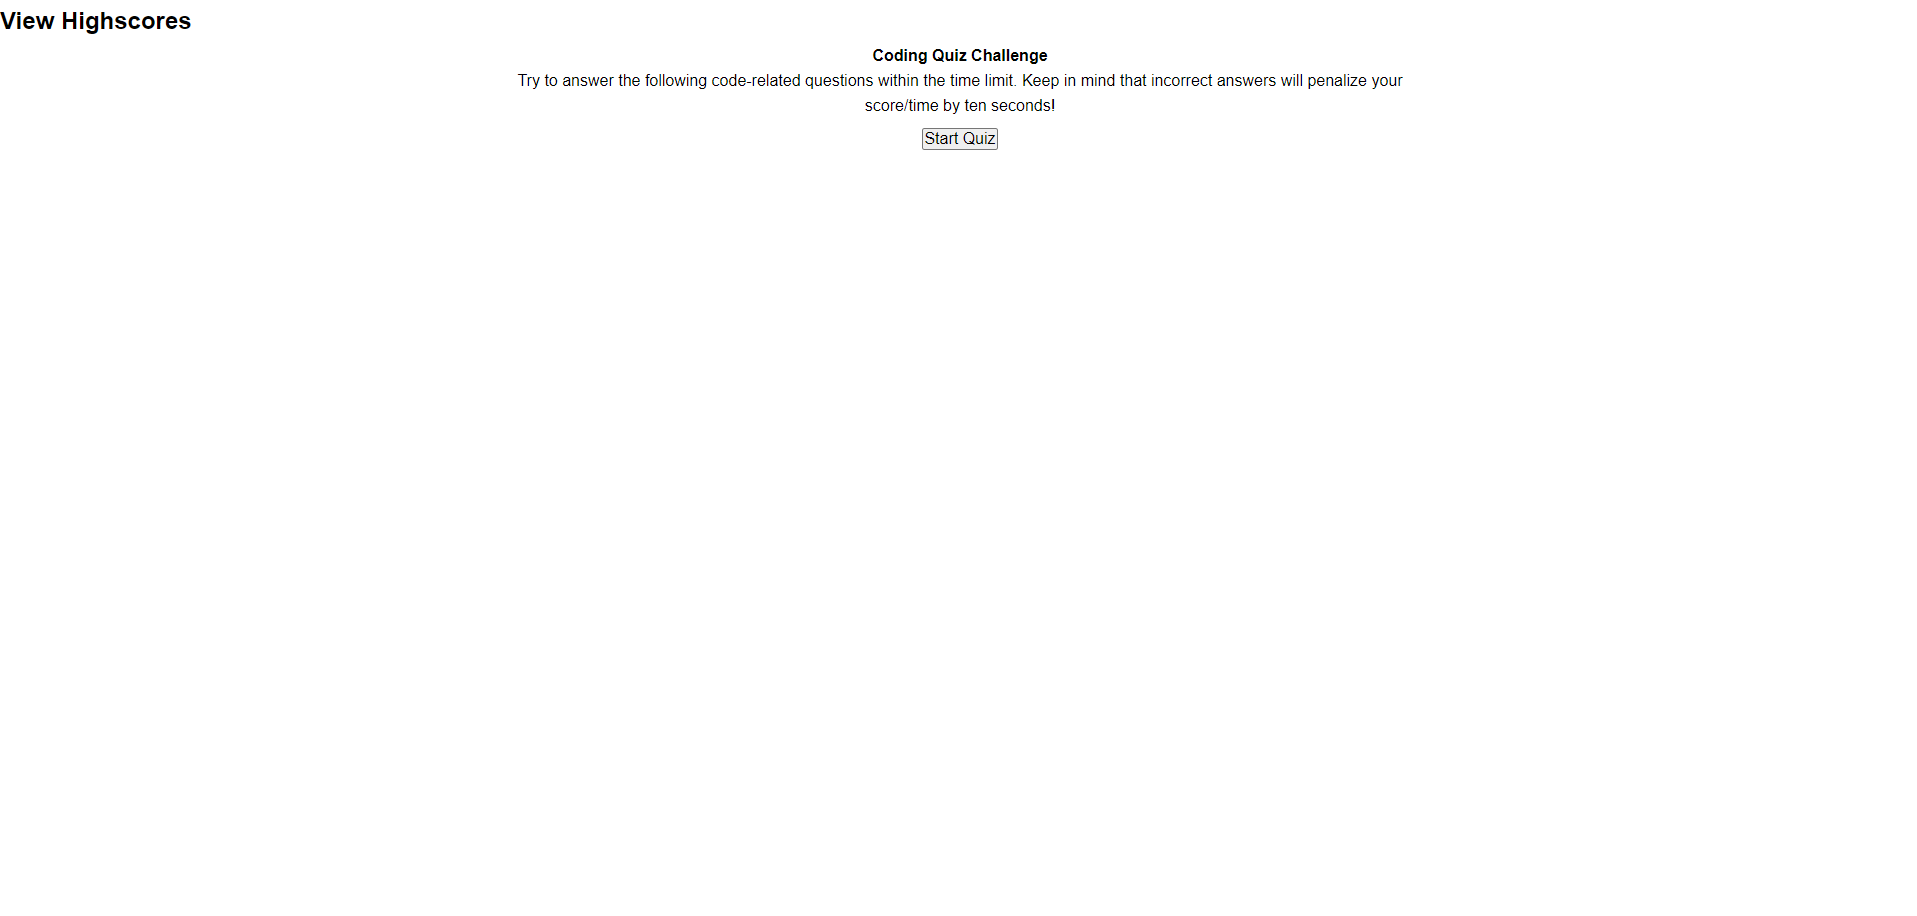 View Highscores
Coding Quiz Challenge
Try to answer the following code-related questions within the time limit. Keep in mind that incorrect answers will penalize your
score/time by ten seconds!
Start Quiz